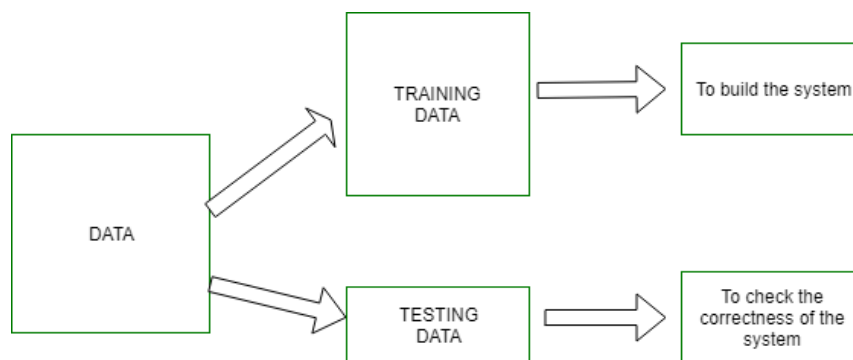 TRAINING
DATA
To build the system
DATA
TESTING
DATA
To check the
correctness of the
system